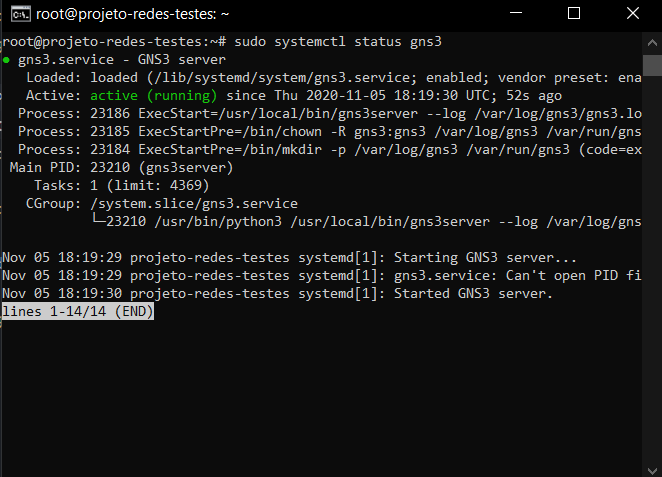 root@projeto-redes-testes: ~
root@projeto-redes-testes:~# sudo systemctl status gns3
● gns3.service - GNS3 server
   Loaded: loaded (/lib/systemd/system/gns3.service; enabled; vendor preset: ena
   Active: active (running) since Thu 2020-11-05 18:19:30 UTC; 52s ago
  Process: 23186 ExecStart=/usr/local/bin/gns3server --log /var/log/gns3/gns3.lo
  Process: 23185 ExecStartPre=/bin/chown -R gns3:gns3 /var/log/gns3 /var/run/gns
  Process: 23184 ExecStartPre=/bin/mkdir -p /var/log/gns3 /var/run/gns3 (code=ex
 Main PID: 23210 (gns3server)
    Tasks: 1 (limit: 4369)
   CGroup: /system.slice/gns3.service
           └─23210 /usr/bin/python3 /usr/local/bin/gns3server --log /var/log/gns

Nov 05 18:19:29 projeto-redes-testes systemd[1]: Starting GNS3 server...
Nov 05 18:19:29 projeto-redes-testes systemd[1]: gns3.service: Can't open PID fi
Nov 05 18:19:30 projeto-redes-testes systemd[1]: Started GNS3 server.
lines 1-14/14 (END)